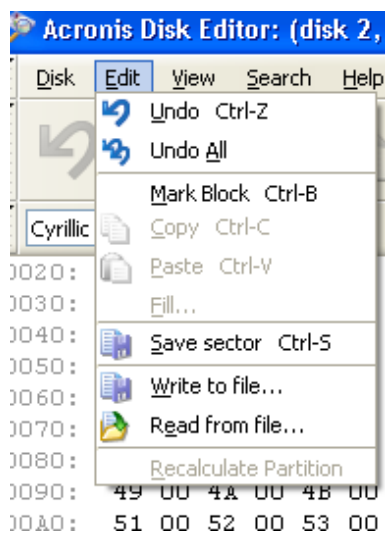 Acronis Disk Editor: (disk 2,
Disk Edit View Search Help
Undo Ctrl-Z
Undo All
Mark Block Ctrl-B
Cyrillic
Copy Ctrl-C
0020:
Paste Ctrl-V
0030:
Fill...
0040:
Save sector Ctrl-S
0050:
0060:
Write to file...
0070:
Read from file...
0080:
Recalculate Partition
0090: 49 00 4A 00 4B 00
00A0: 51 00 52 00 53 00